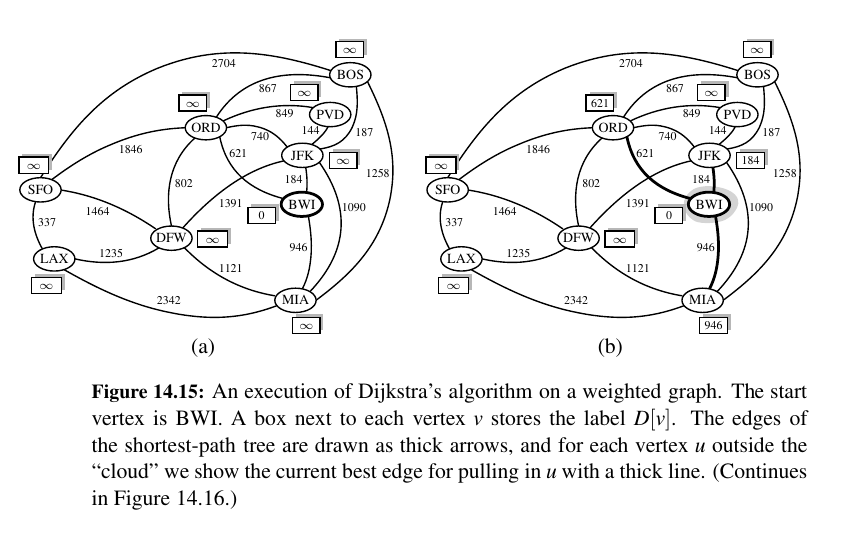 ∞
2704
BOS
867
∞
∞
849
PVD
ORD
144
187
740
1846
621
JFK
∞
∞
1258
802
184
SFO
1464
1391
BWI
0
1090
337
DFW
∞
946
1235
LAX
1121
∞
2342
MIA
∞
(a)
∞
2704
BOS
867
∞
621
849
PVD
ORD
144
187
740
1846
621
JFK
184
∞
1258
802
184
SFO
1464
1391
BWI
0
1090
337
DFW
∞
946
1235
LAX
1121
∞
2342
MIA
946
(b)
Figure 14.15: An execution of Dijkstra's algorithm on a weighted graph. The start
vertex is BWI. A box next to each vertex v stores the label D[v]. The edges of
the shortest-path tree are drawn as thick arrows, and for each vertex u outside the
“cloud” we show the current best edge for pulling in u with a thick line. (Continues
in Figure 14.16.)